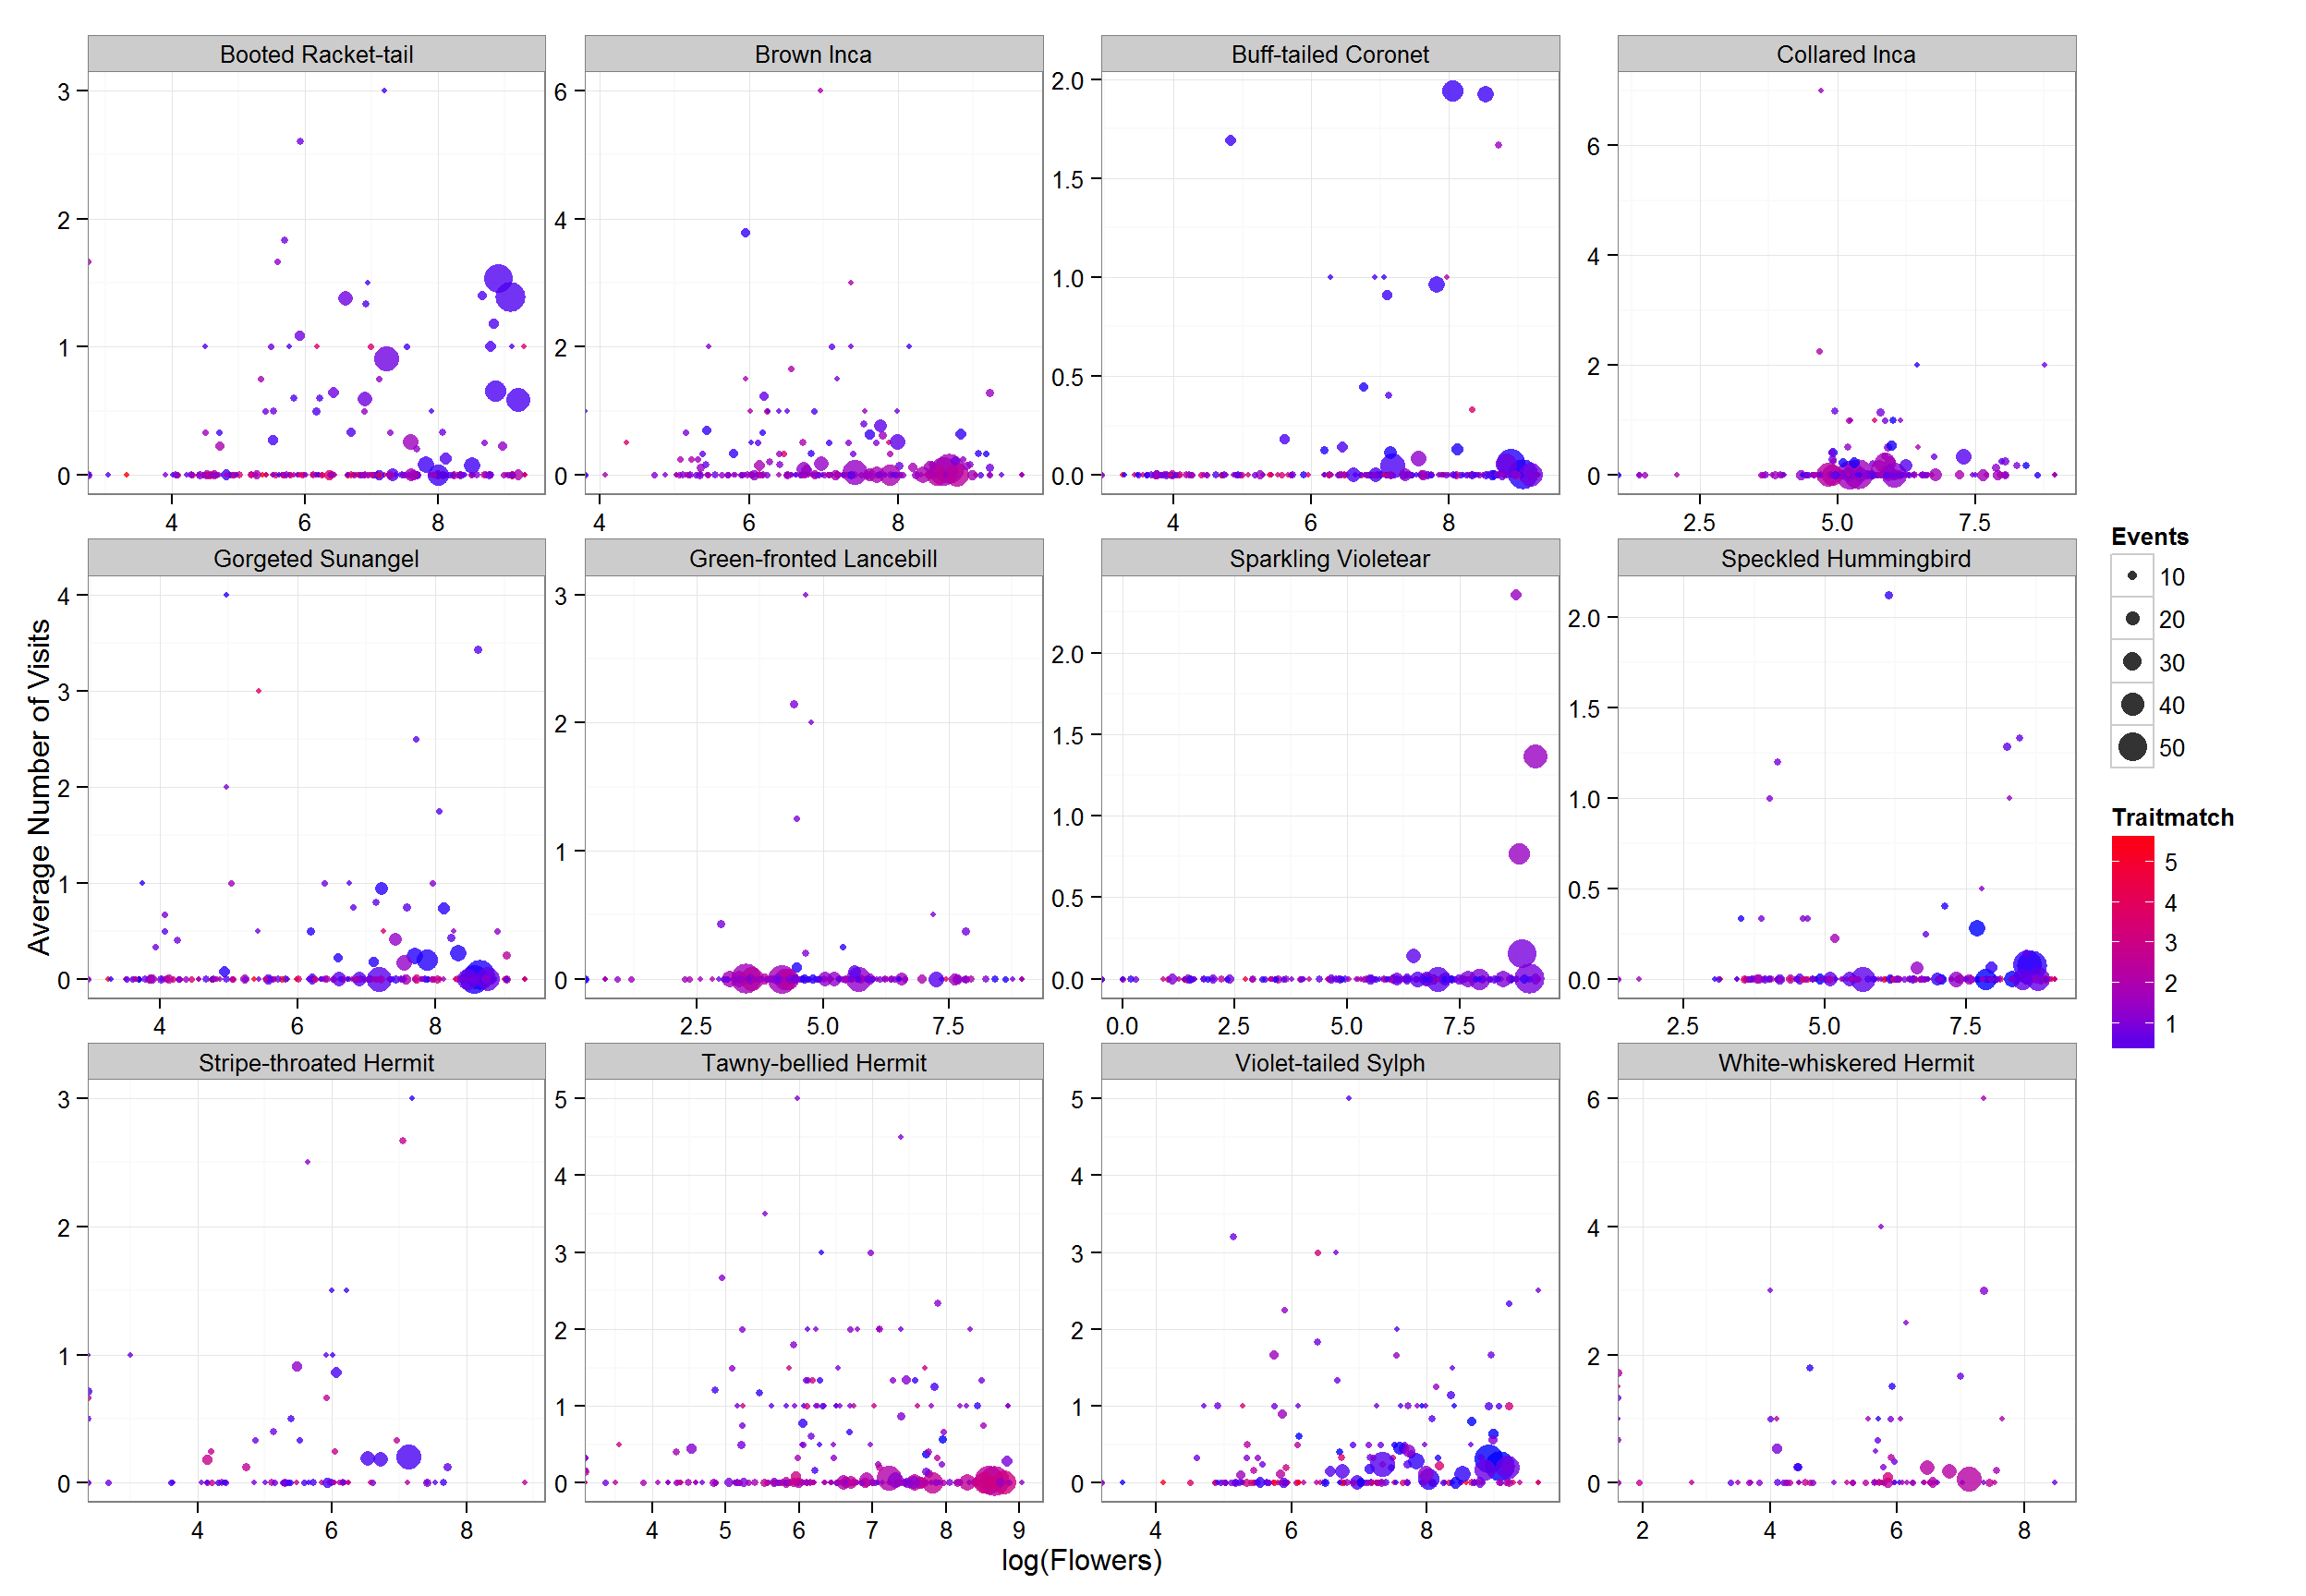 Booted Racket-tail
Brown Inca
Buff-tailed Coronet
Collared Inca
3
2
1
0
4 6 8
6
4
2
0
4 6 8
2.0
1.5
1.0
0.5
0.0
4 6 8
6
4
2
0
2.5 5.0 7.5
Gorgeted Sunangel
Green-fronted Lancebill
Sparkling Violetear
Speckled Hummingbird
4
3
2
1
0
4 6 8
3
2
1
0
2.5 5.0 7.5
2.0
1.5
1.0
0.5
0.0
0.0 2.5 5.0 7.5
2.0
1.5
1.0
0.5
0.0
2.5 5.0 7.5
Stripe-throated Hermit
Tawny-bellied Hermit
Violet-tailed Sylph
White-whiskered Hermit
3
2
1
0
4 6 8
5
4
3
2
1
0
4 5 6 7 8 9
5
4
3
2
1
0
4 6 8
6
4
2
0
2 4 6 8
Average Number of Visits
log(Flowers)
Events
10
20
30
40
50
Traitmatch
5
4
3
2
1